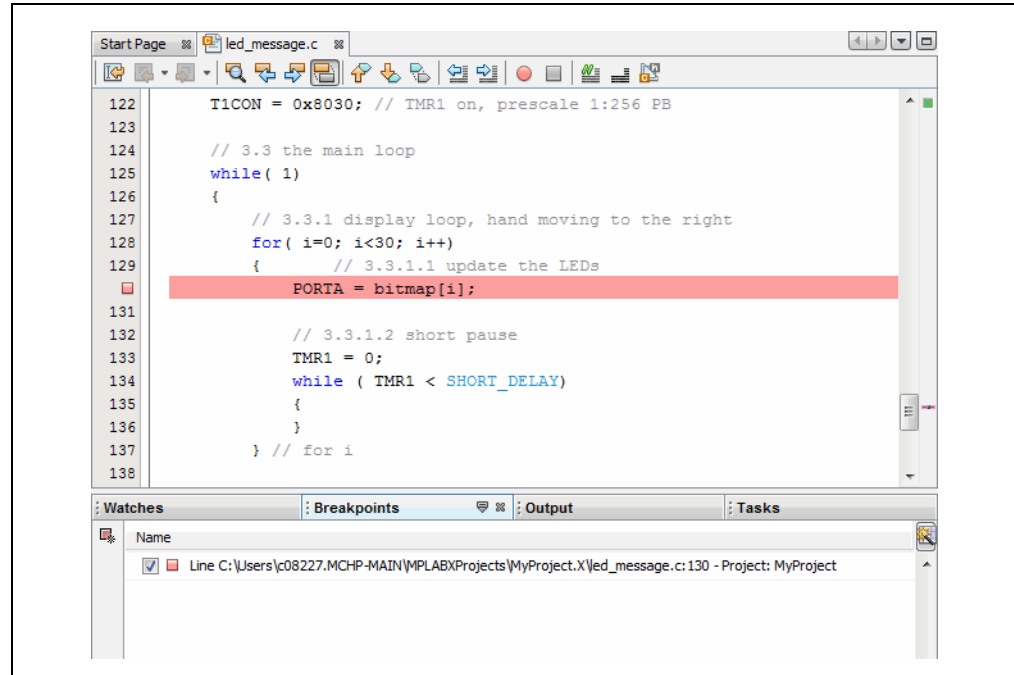 Start Page led_message.c
122 T1CON = 0x8030; // TMR1 on, prescale 1:256 PB
123
124 // 3.3 the main loop
125 while( 1)
126 {
127 // 3.3.1 display loop, hand moving to the right
128 for( i=0; i<30; i++)
129 { // 3.3.1.1 update the LEDs
PORTA = bitmap[i];
131
132 // 3.3.1.2 short pause
133 TMR1 = 0;
134 while ( TMR1 < SHORT_DELAY)
135 {
136 }
137 } // for i
138
Watches Breakpoints Output Tasks
Name
Line C:\Users\c08227.MCHP-MAIN\MPLABXProjects\MyProject.X\led_message.c:130 - Project: MyProject